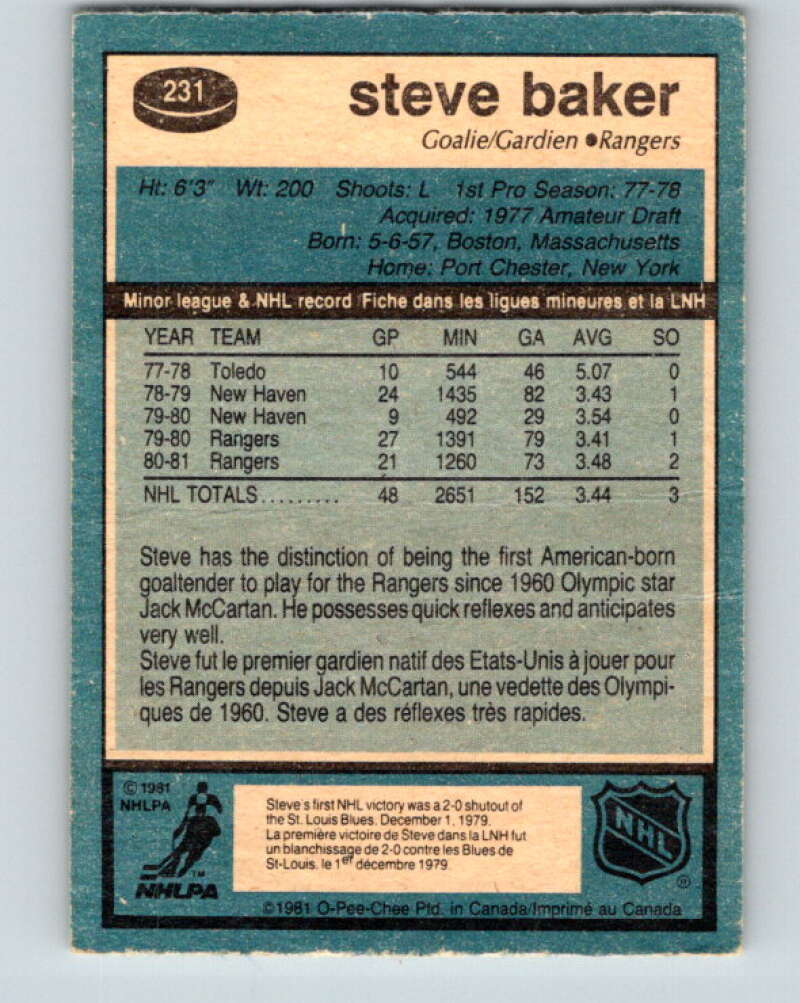 231
steve baker
Goalie/Gardien ●Rangers
Ht: 6'3" Wt: 200 Shoots: L 1st Pro Season: 77-78
Acquired: 1977 Amateur Draft
Born: 5-6-57, Boston, Massachusetts
Home: Port Chester, New York
Minor league & NHL record Fiche dans les ligues mineures et la LNH
YEAR TEAM GP MIN GA AVG SO
77-78 Toledo 10 544 46 5.07 0
78-79 New Haven 24 1435 82 3.43 1
79-80 New Haven 9 492 29 3.54 0
79-80 Rangers 27 1391 79 3.41 1
80-81 Rangers 21 1260 73 3.48 2
NHL TOTALS......... 48 2651 152 3.44 3
Steve has the distinction of being the first American-born
goaltender to play for the Rangers since 1960 Olympic star
Jack McCartan. He possesses quick reflexes and anticipates
very well.
Steve fut le premier gardien natif des Etats-Unis à jouer pour
les Rangers depuis Jack McCartan, une vedette des Olympi-
ques de 1960. Steve a des réflexes très rapides.
© 1981
NHLPA
TM
NHLPA
Steve's first NHL victory was a 2-0 shutout of
the St. Louis Blues. December 1, 1979.
La première victoire de Steve dans la LNH fut
un blanchissage de 2-0 contre les Blues de
St-Louis. le 1er décembre 1979.
NHL
®
©1981 O-Pee-Chee Ptd. in Canada/Imprimé au Canada